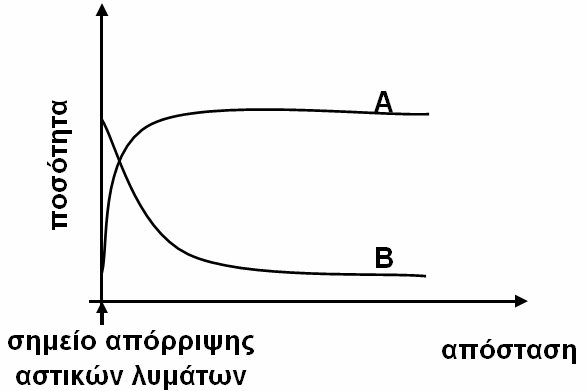 ποσότητα
Α
Β
σημείο απόρριψης
αστικών λυμάτων
απόσταση